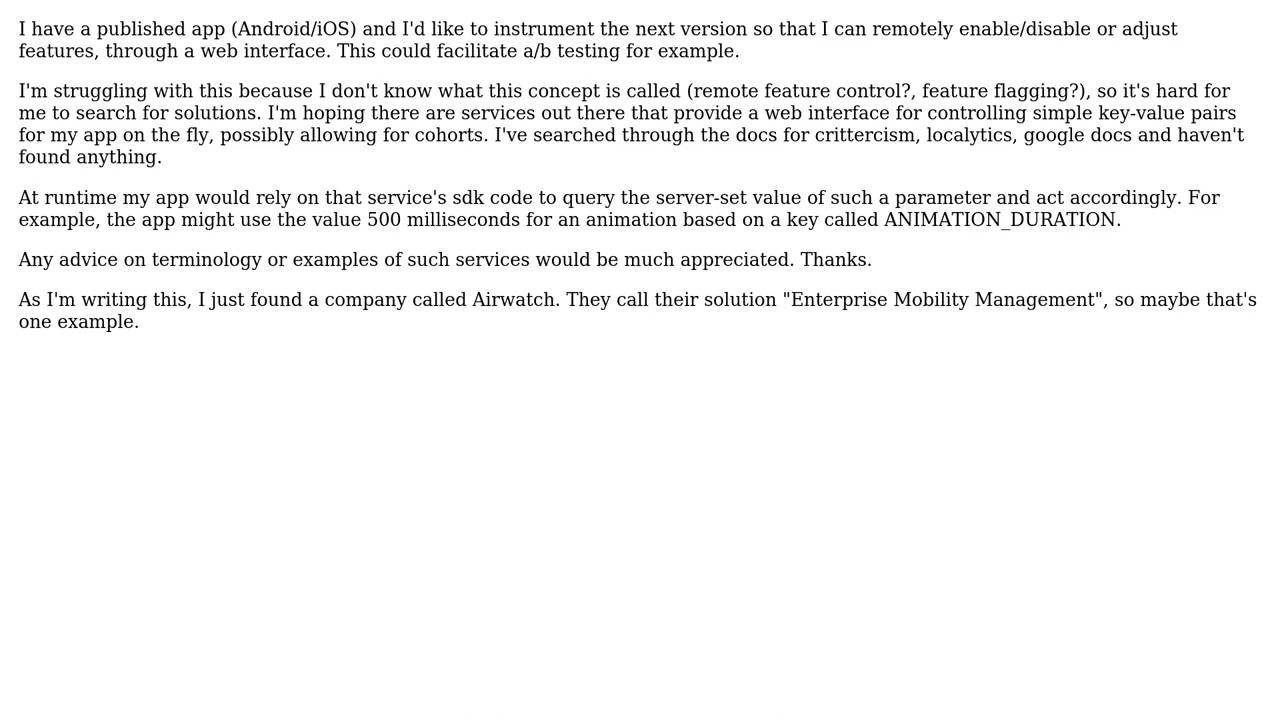 I have a published app (Android/iOS) and I'd like to instrument the next version so that I can remotely enable/disable or adjust
features, through a web interface. This could facilitate a/b testing for example.
I'm struggling with this because I don't know what this concept is called (remote feature control?, feature flagging?), so it's hard for
me to search for solutions. I'm hoping there are services out there that provide a web interface for controlling simple key-value pairs
for my app on the fly, possibly allowing for cohorts. I've searched through the docs for crittercism, localytics, google docs and haven't
found anything.
At runtime my app would rely on that service's sdk code to query the server-set value of such a parameter and act accordingly. For
example, the app might use the value 500 milliseconds for an animation based on a key called ANIMATION_DURATION.
Any advice on terminology or examples of such services would be much appreciated. Thanks.
As I'm writing this, I just found a company called Airwatch. They call their solution "Enterprise Mobility Management", so maybe that's
one example.